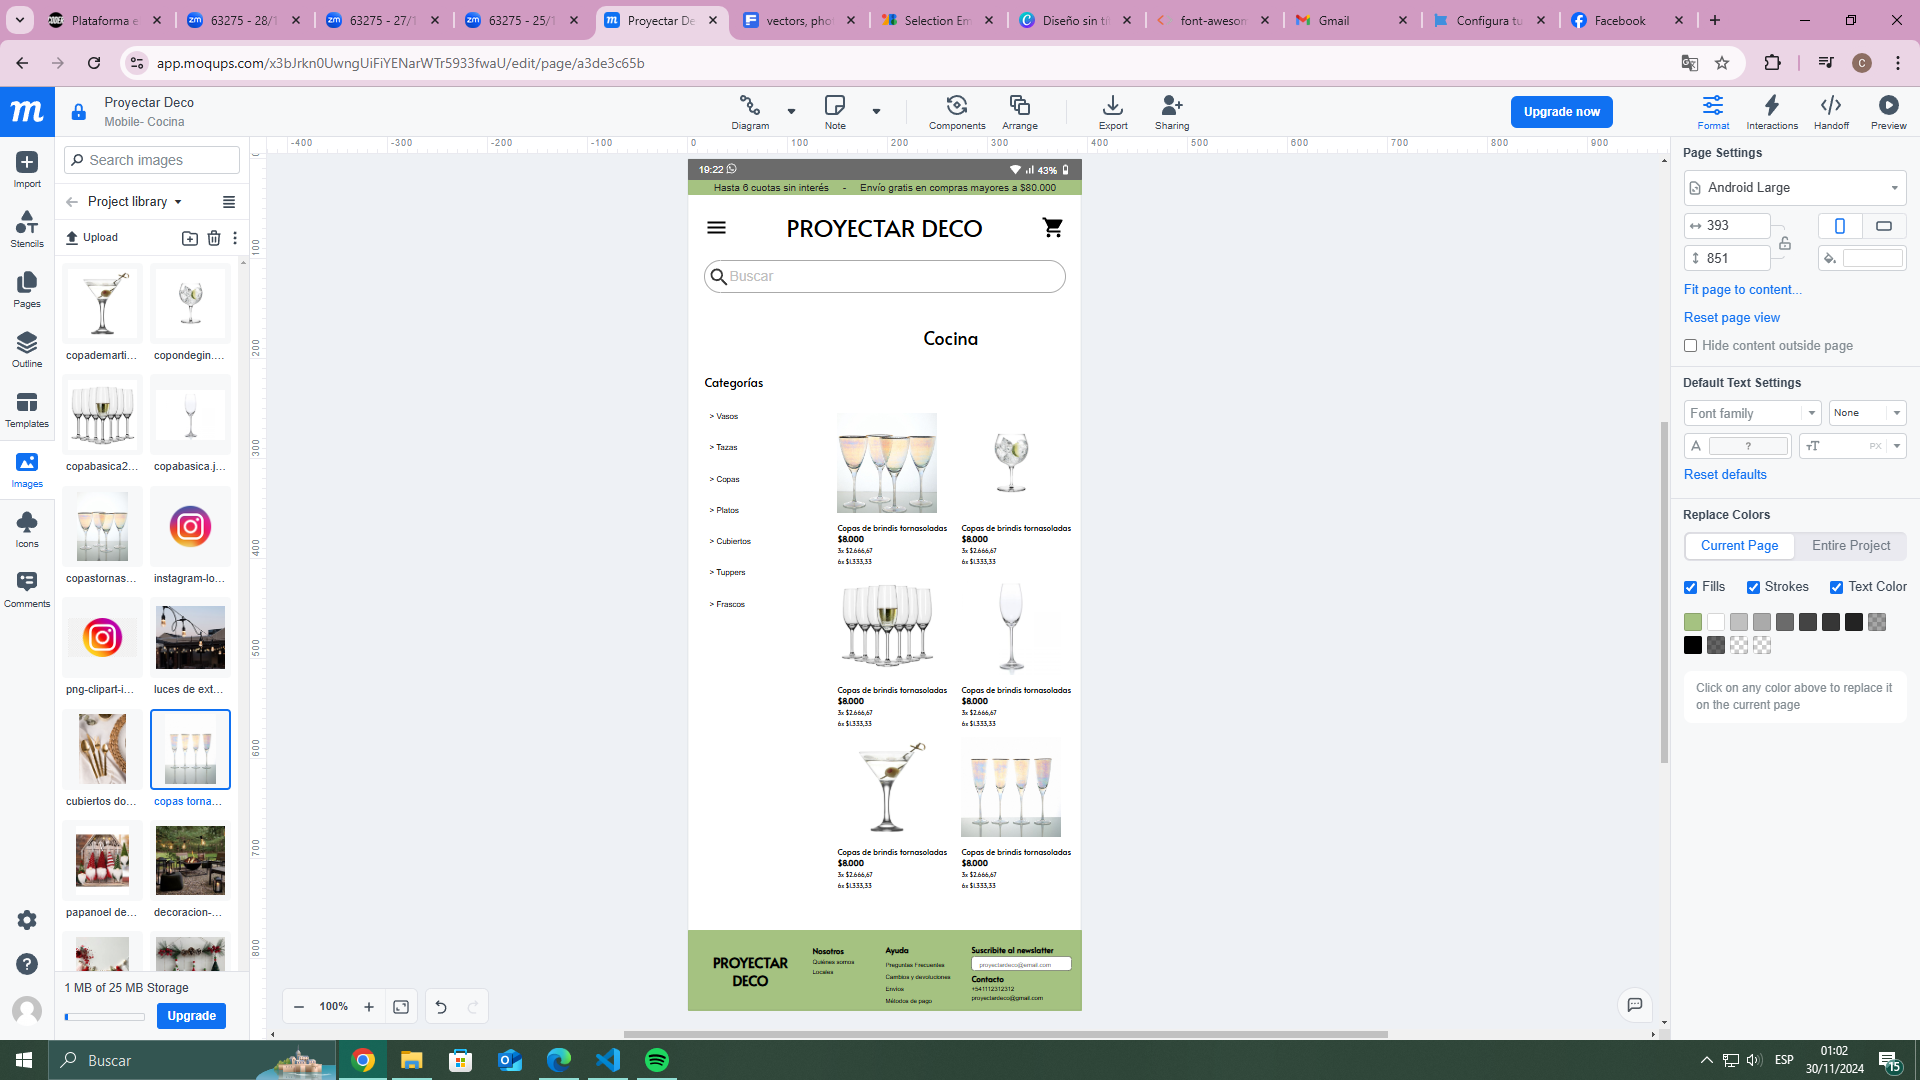 Plataforma e
63275 - 28/1
63275 - 27/1
63275 - 25/1
Proyectar De
vectors, pho
Selection Em
Diseño sin tí
font-aweson
Gmail
Configura tu
Facebook
app.moqups.com/x3bJrkn0UwngUiFiYENarWTr5933fwaU/edit/page/a3de3c65b
C
m
Proyectar Deco
Mobile- Cocina
Diagram
Note
Components
Arrange
Export
Sharing
Upgrade now
Format
Interactions
Handoff
Preview
Import
Stencils
Pages
Outline
Templates
Images
Icons
Comments
Search images
Project library
Upload
copademarti...
copondegin....
copabasica2...
copabasica.j...
copastornas...
instagram-lo...
png-clipart-i...
luces de ext...
cubiertos do...
copas torna...
papanoel de...
decoracion-...
1 MB of 25 MB Storage
Upgrade
-400
-300
-200
-100
0
100
200
300
400
500
600
700
800
900
0
100
200
300
400
500
600
700
800
19:22
43%
Hasta 6 cuotas sin interés - Envío gratis en compras mayores a $80.000
PROYECTAR DECO
Buscar
Cocina
Categorías
> Vasos
> Tazas
> Copas
> Platos
> Cubiertos
> Tuppers
> Frascos
Copas de brindis tornasoladas
$8.000
3x $2.666,67
6x $1.333,33
Copas de brindis tornasoladas
$8.000
3x $2.666,67
6x $1.333,33
Copas de brindis tornasoladas
$8.000
3x $2.666,67
6x $1.333,33
Copas de brindis tornasoladas
$8.000
3x $2.666,67
6x $1.333,33
Copas de brindis tornasoladas
$8.000
3x $2.666,67
6x $1.333,33
Copas de brindis tornasoladas
$8.000
3x $2.666,67
6x $1.333,33
PROYECTAR
DECO
Nosotros
Quiénes somos
Locales
Ayuda
Preguntas Frecuentes
Cambios y devoluciones
Envíos
Métodos de pago
Suscribite al newslatter
proyectardeco@email.com
Contacto
+541112312312
proyectardeco@gmail.com
100%
Page Settings
Android Large
393
851
Fit page to content...
Reset page view
Hide content outside page
Default Text Settings
Font family
None
A
?
PX
Reset defaults
Replace Colors
Current Page
Entire Project
Fills
Strokes
Text Color
Click on any color above to replace it
on the current page
Buscar
ESP
01:02
30/11/2024
15